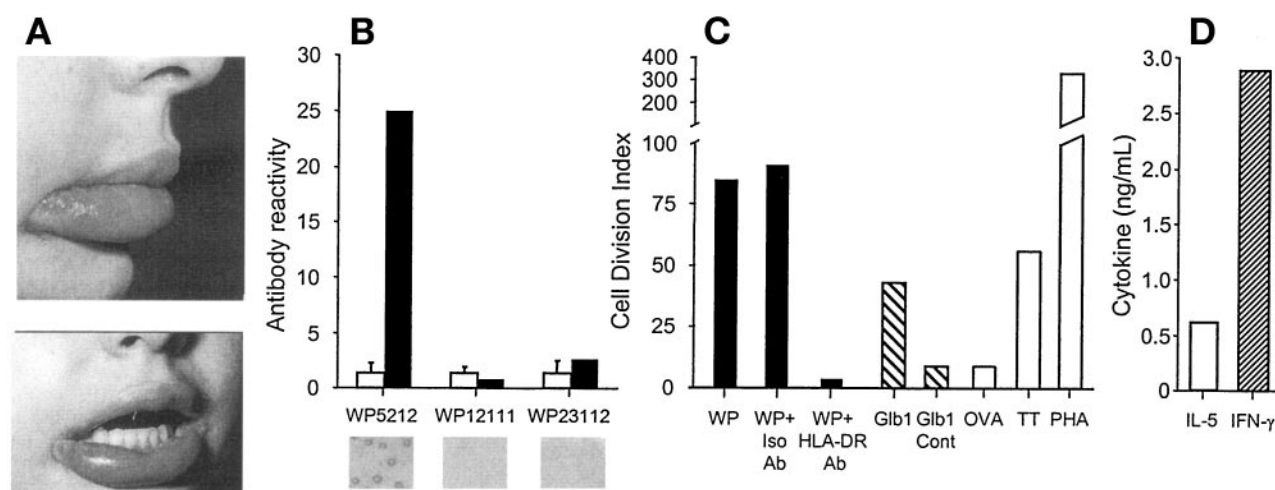 A
B
30
25
20
15
10
5
0
Antibody reactivity
WP5212 WP12111 WP23112
C
400
300
200
100
75
50
25
0
Cell Division Index
WP WP+ WP+ Glb1 Glb1 OVA TT PHA
Iso HLA-DR Cont
Ab Ab
D
3.0
2.5
2.0
1.5
1.0
0.5
0
Cytokine (ng/mL)
IL-5 IFN-γ